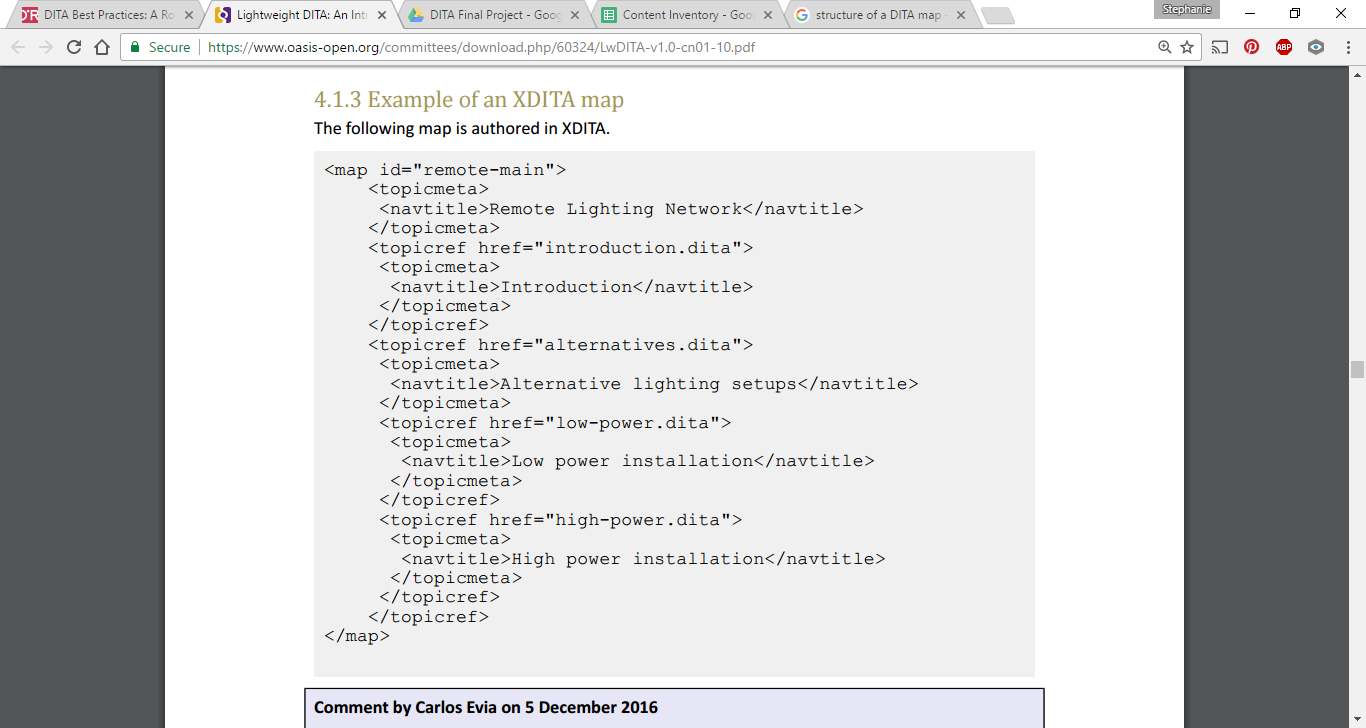 DITA Best Practices: A Ro
Lightweight DITA: An Int
DITA Final Project - Goog
Content Inventory - Goo
structure of a DITA map -
Stephanie
Secure
https://www.oasis-open.org/committees/download.php/60324/LwDITA-v1.0-cn01-10.pdf
ABP
4.1.3 Example of an XDITA map
The following map is authored in XDITA.
<map id="remote-main">
<topicmeta>
<navtitle>Remote Lighting Network</navtitle>
</topicmeta>
<topicref href="introduction.dita">
<topicmeta>
<navtitle>Introduction</navtitle>
</topicmeta>
</topicref>
<topicref href="alternatives.dita">
<topicmeta>
<navtitle>Alternative lighting setups</navtitle>
</topicmeta>
<topicref href="low-power.dita">
<topicmeta>
<navtitle>Low power installation</navtitle>
</topicmeta>
</topicref>
<topicref href="high-power.dita">
<topicmeta>
<navtitle>High power installation</navtitle>
</topicmeta>
</topicref>
</topicref>
</map>
Comment by Carlos Evia on 5 December 2016